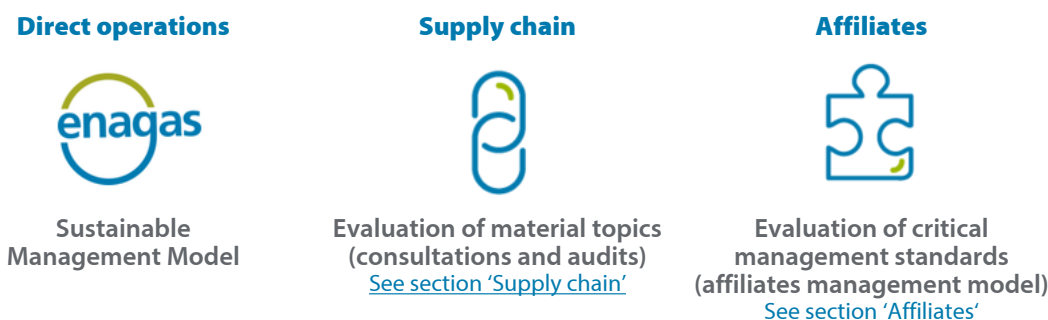 Direct operations
enagas
Sustainable
Management Model
Supply chain
Evaluation of material topics
(consultations and audits)
See section ‘Supply chain’
Affiliates
Evaluation of critical
management standards
(affiliates management model)
See section ‘Affiliates‘